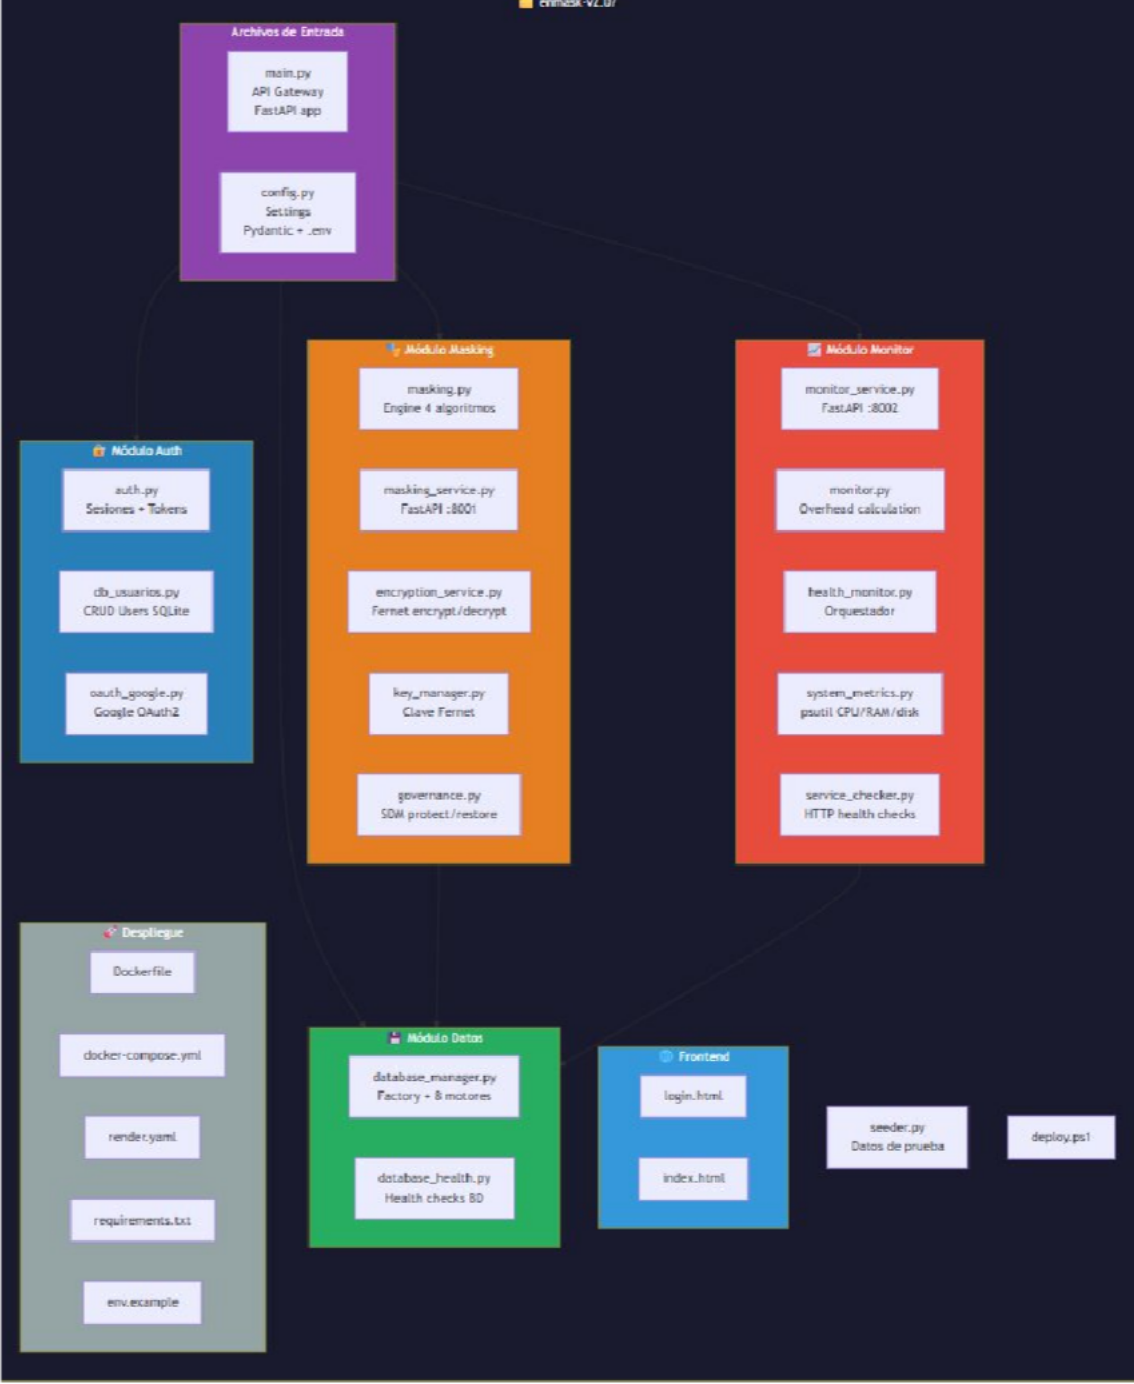 enmask-v2.0/
Archivos de Entrada
main.py
API Gateway
FastAPI app
config.py
Settings
Pydantic + .env
Módulo Masking
masking.py
Engine 4 algoritmos
masking_service.py
FastAPI :8001
encryption_service.py
Fernet encrypt/decrypt
key_manager.py
Clave Fernet
governance.py
SDM protect/restore
Módulo Monitor
monitor_service.py
FastAPI :8002
monitor.py
Overhead calculation
health_monitor.py
Orquestador
system_metrics.py
psutil CPU/RAM/disk
service_checker.py
HTTP health checks
Módulo Auth
auth.py
Sesiones + Tokens
db_usuarios.py
CRUD Users SQLite
oauth_google.py
Google OAuth2
Despliegue
Dockerfile
docker-compose.yml
render.yaml
requirements.txt
env.example
Módulo Datos
database_manager.py
Factory + 8 motores
database_health.py
Health checks BD
Frontend
login.html
index.html
seeder.py
Datos de prueba
deploy.ps1